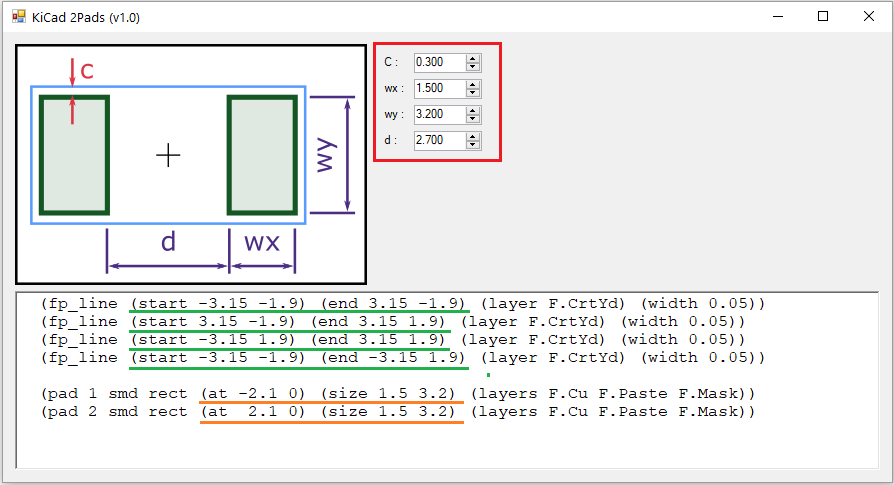 KiCad 2Pads (v1.0)
C
wy
d
wx
C : 0.300
wx : 1.500
wy : 3.200
d : 2.700
(fp_line (start -3.15 -1.9) (end 3.15 -1.9) (layer F.CrtYd) (width 0.05))
(fp_line (start 3.15 -1.9) (end 3.15 1.9) (layer F.CrtYd) (width 0.05))
(fp_line (start -3.15 1.9) (end 3.15 1.9) (layer F.CrtYd) (width 0.05))
(fp_line (start -3.15 -1.9) (end -3.15 1.9) (layer F.CrtYd) (width 0.05))
(pad 1 smd rect (at -2.1 0) (size 1.5 3.2) (layers F.Cu F.Paste F.Mask))
(pad 2 smd rect (at  2.1 0) (size 1.5 3.2) (layers F.Cu F.Paste F.Mask))